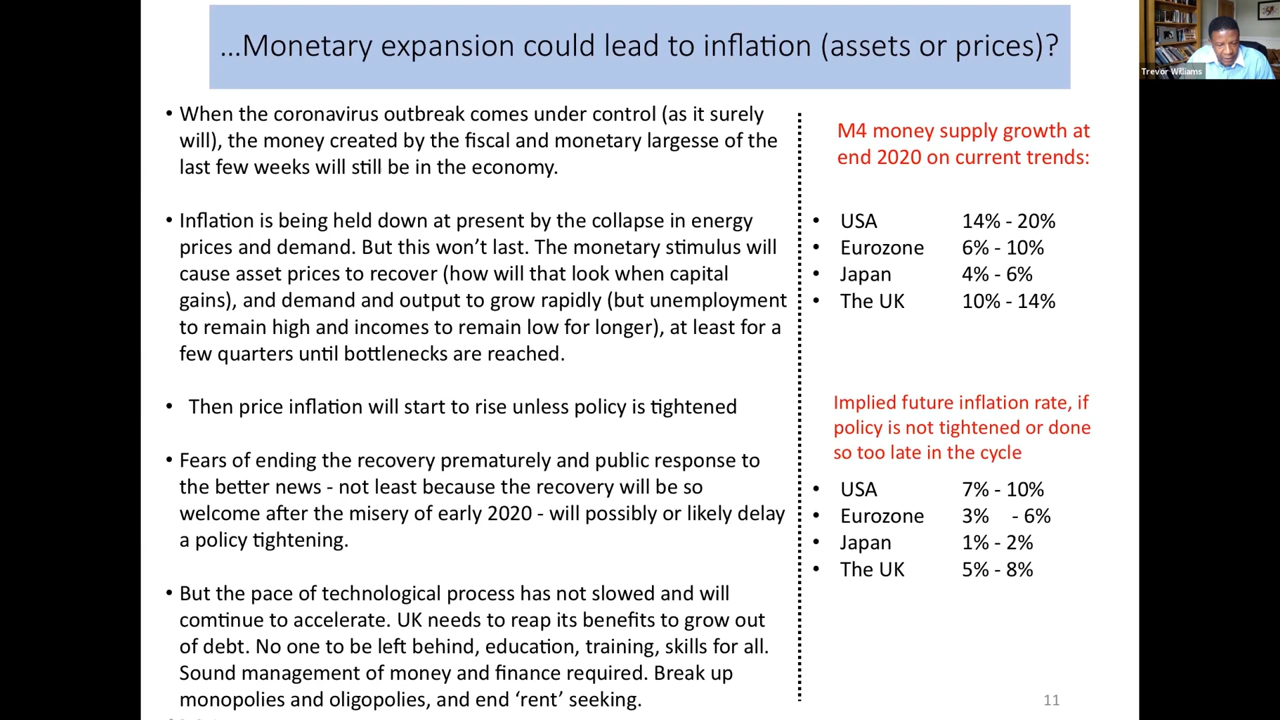 ...Monetary expansion could lead to inflation (assets or prices)?
Trevor Williams
• When the coronavirus outbreak comes under control (as it surely
will), the money created by the fiscal and monetary largesse of the
last few weeks will still be in the economy.
• Inflation is being held down at present by the collapse in energy
prices and demand. But this won't last. The monetary stimulus will
cause asset prices to recover (how will that look when capital
gains), and demand and output to grow rapidly (but unemployment
to remain high and incomes to remain low for longer), at least for a
few quarters until bottlenecks are reached.
• Then price inflation will start to rise unless policy is tightened
• Fears of ending the recovery prematurely and public response to
the better news - not least because the recovery will be so
welcome after the misery of early 2020 - will possibly or likely delay
a policy tightening.
• But the pace of technological process has not slowed and will
comtinue to accelerate. UK needs to reap its benefits to grow out
of debt. No one to be left behind, education, training, skills for all.
Sound management of money and finance required. Break up
monopolies and oligopolies, and end ‘rent’ seeking.
M4 money supply growth at
end 2020 on current trends:
• USA 14% - 20%
• Eurozone 6% - 10%
• Japan 4% - 6%
• The UK 10% - 14%
Implied future inflation rate, if
policy is not tightened or done
so too late in the cycle
• USA 7% - 10%
• Eurozone 3% - 6%
• Japan 1% - 2%
• The UK 5% - 8%
11